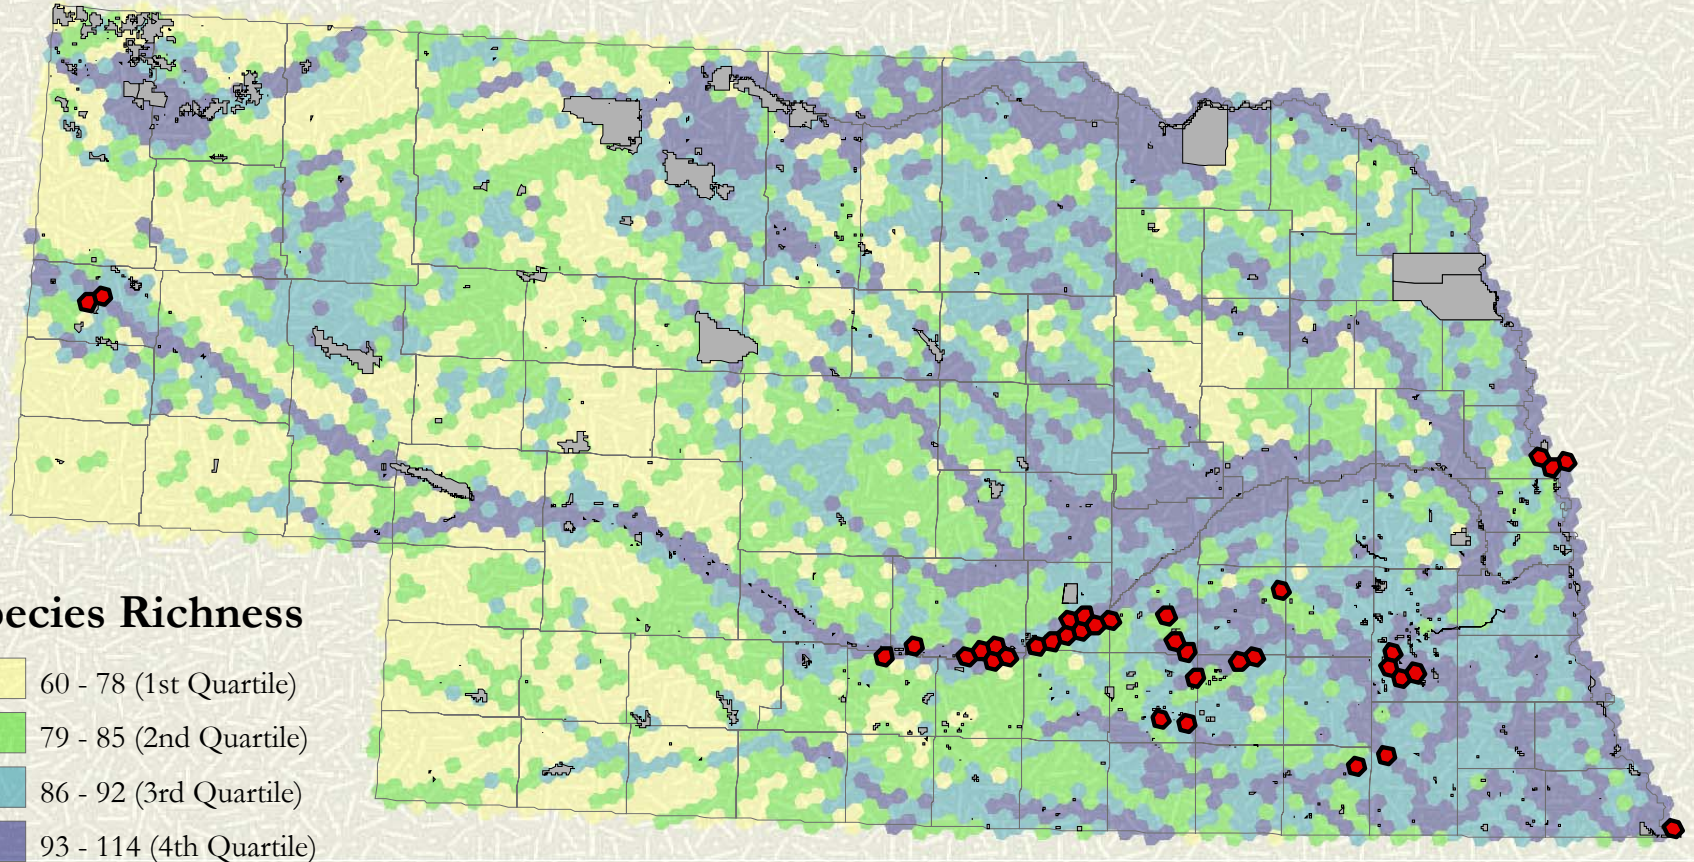 ecies Richness
60 - 78 (1st Quartile)
79 - 85 (2nd Quartile)
86 - 92 (3rd Quartile)
93 - 114 (4th Quartile)